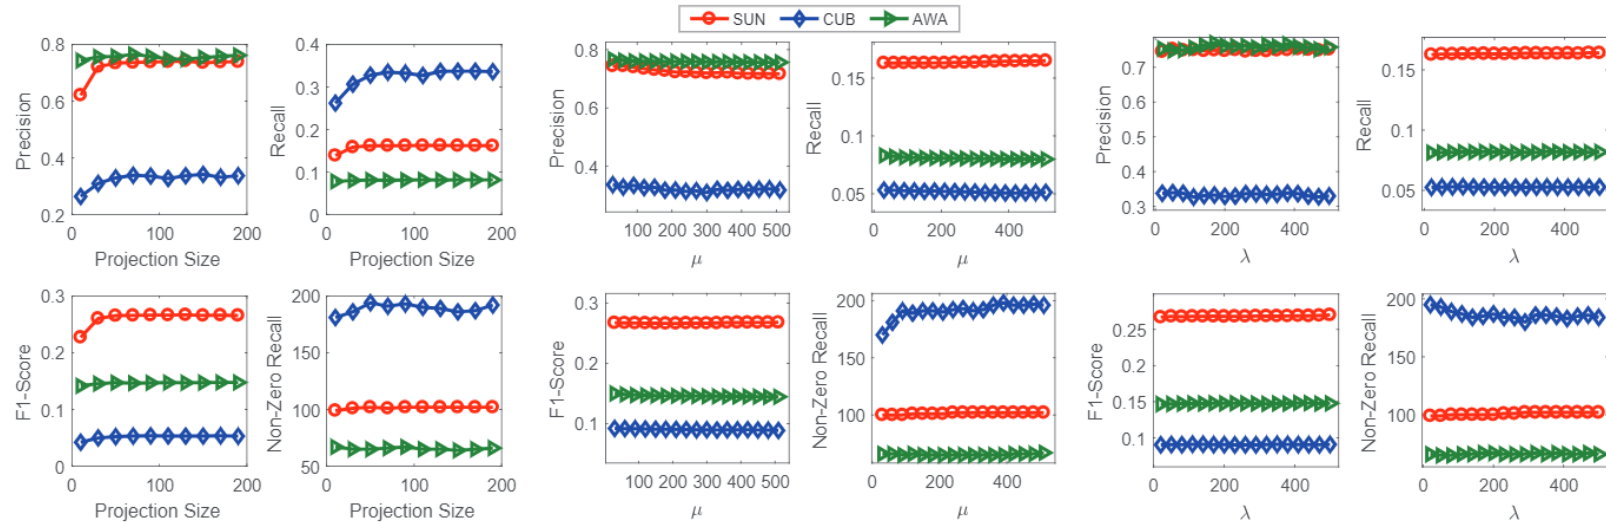 SUN CUB AWA
Precision
0.8
0.6
0.4
0.2
0 100 200
Projection Size
Recall
0.4
0.3
0.2
0.1
0
0 100 200
Projection Size
Precision
0.8
0.6
0.4
100 200 300 400 500
μ
Recall
0.15
0.1
0.05
0 200 400
μ
Precision
0.7
0.6
0.5
0.4
0.3
0 200 400
λ
Recall
0.15
0.1
0.05
0 200 400
λ
F1-Score
0.3
0.2
0.1
0
0 100 200
Projection Size
Non-Zero Recall
200
150
100
50
0 100 200
Projection Size
F1-Score
0.3
0.2
0.1
100 200 300 400 500
μ
Non-Zero Recall
200
150
100
0 200 400
μ
F1-Score
0.25
0.2
0.15
0.1
0 200 400
λ
Non-Zero Recall
200
150
100
0 200 400
λ